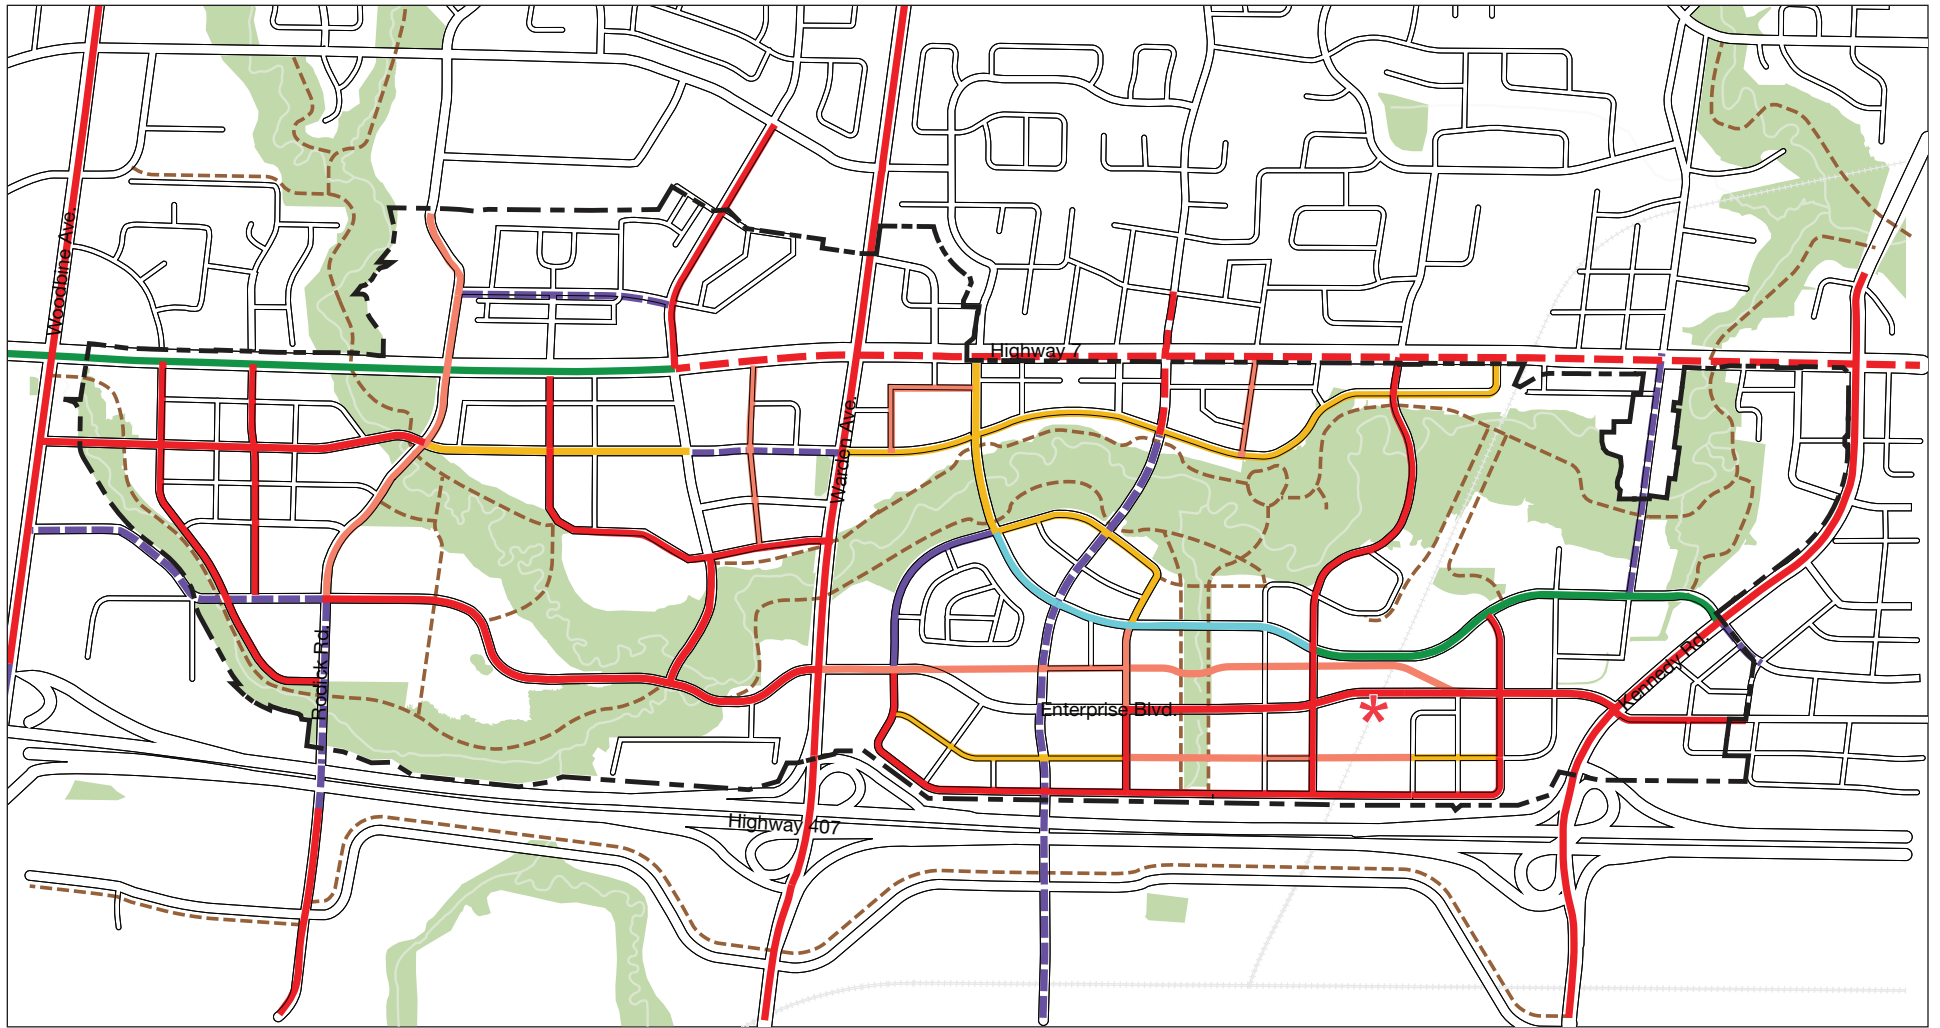 Woodbine Ave.
Highway 7
Warden Ave.
Rodick Rd.
Kennedy Rd.
Enterprise Blvd.
*
Highway 407